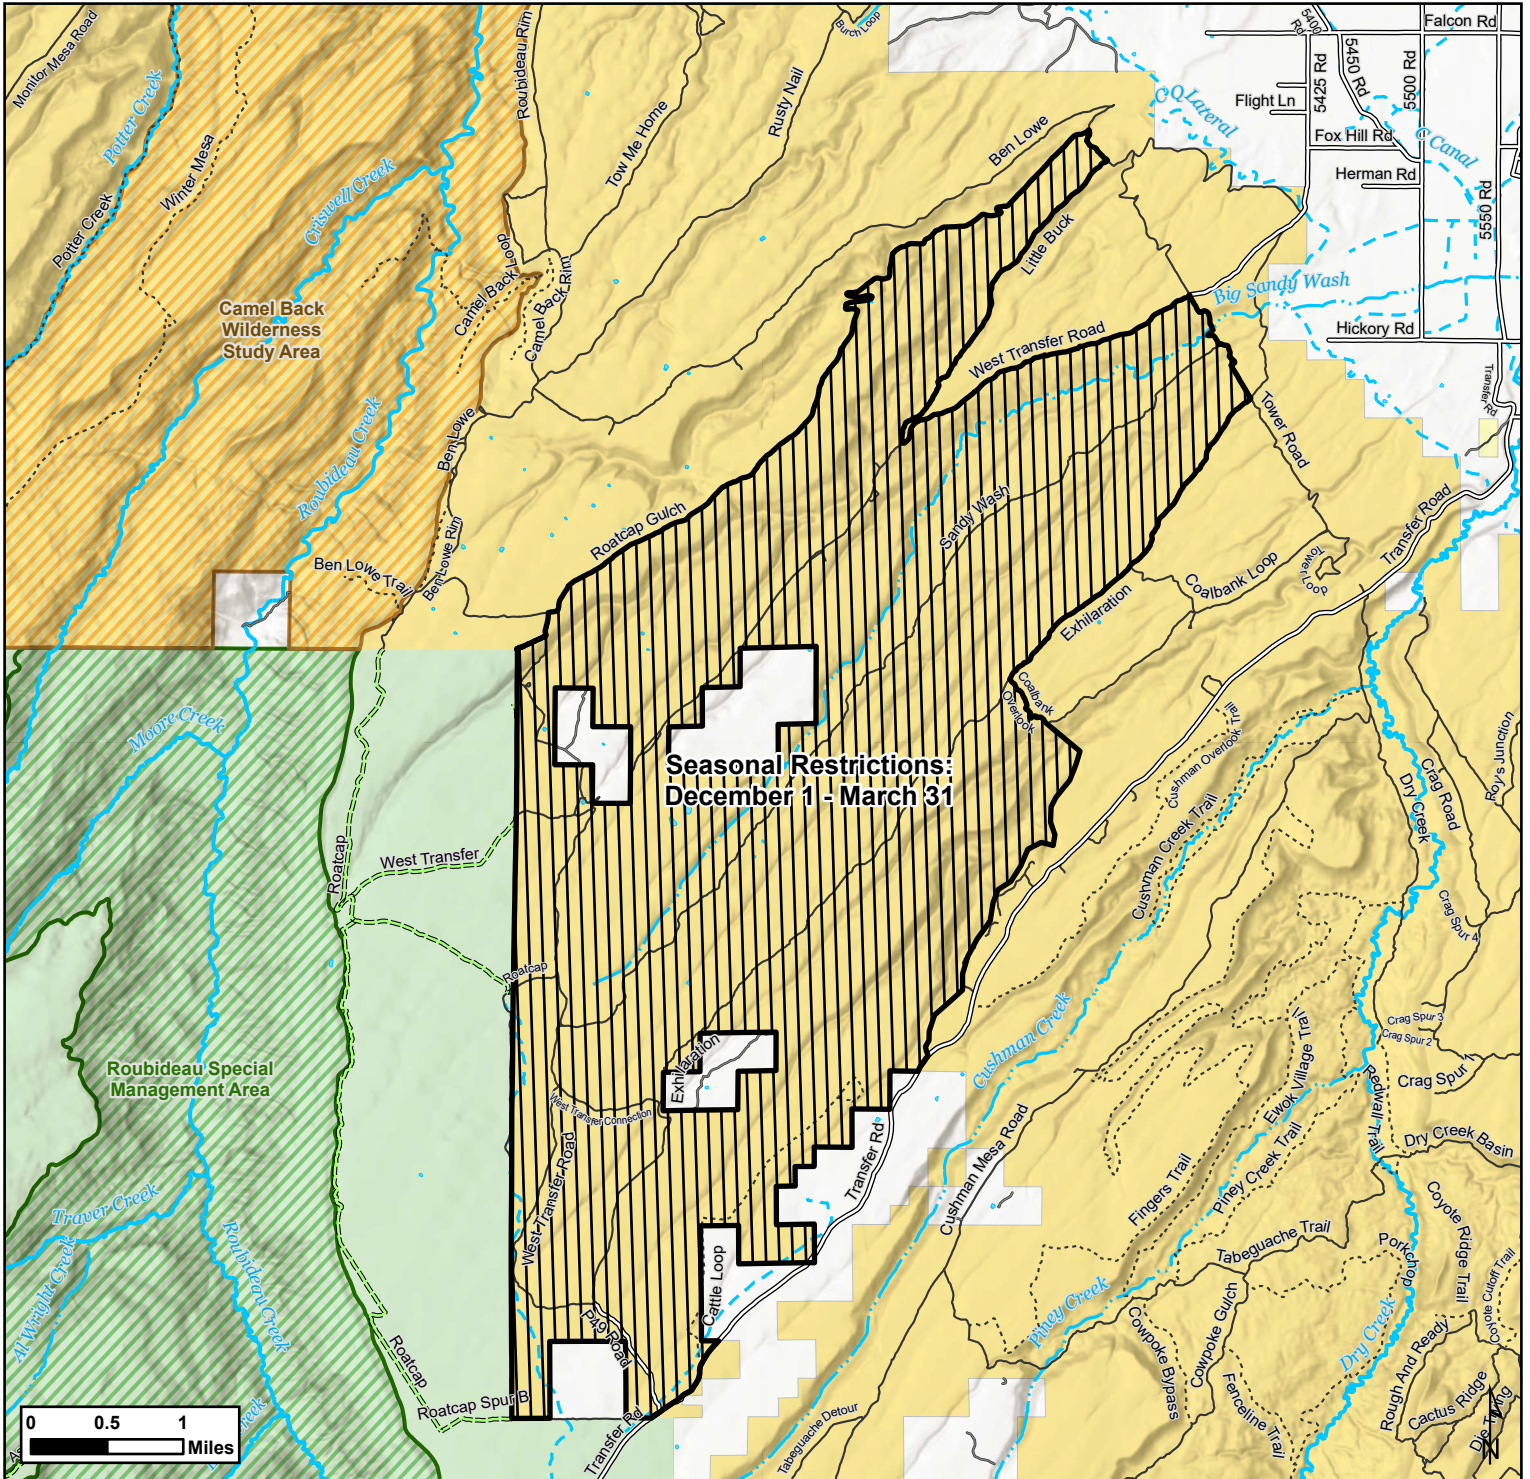 Monitor Mesa Road
Potter Creek
Potter Creek
Winter Mesa
Criswell Creek
Roubideau Rim
Tow Me Home
Rusty Nail
Burch Loop
Ben Lowe
C Q Lateral
5400
Rd
5425 Rd
5450 Rd
5500 Rd
Falcon Rd
Flight Ln
Fox Hill Rd
C Canal
Herman Rd
5550 Rd
Camel Back
Wilderness
Study Area
Camel Back Loop
Camel Back Rim
Little Buck
Big Sandy Wash
Hickory Rd
West Transfer Road
Transfer
Rd
Roubideau Creek
Ben Lowe
Tower Road
Roatcap Gulch
Sandy Wash
Transfer Road
Ben Lowe Trail
Ben Lowe Rim
Coalbank Loop
Tower Loop
Exhilaration
Moore Creek
Coalbank
Overlook
Cushman Overlook Trail
Roy's Junction
Seasonal Restrictions:
December 1 - March 31
Crag Road
Dry Creek
Cushman Creek Trail
Roatcap
West Transfer
Crag Spur 4
Roatcap
Cushman Creek
Crag Spur 3
Crag Spur 2
Crag Spur 1
Roubideau Special
Management Area
Exhilaration
West Transfer Connection
Ewok Village Trail
Redwall Trail
Dry Creek Basin
West Transfer Road
Transfer Rd
Cushman Mesa Road
Fingers Trail
Piney Creek Trail
Coyote Ridge Trail
Traver Creek
Al Wright Creek
Roubideau Creek
Tabeguache Trail
Porkchop
Coyote Cutoff Trail
Cattle Loop
P49 Road
Piney Creek
Cowpoke Bypass
Cowpoke Gulch
Dry Creek
Rough And Ready
Roatcap
Roatcap Spur B
Fenceline Trail
Cactus Ridge
Transfer Rd
Tabeguache Detour
Creek
0 0.5 1
Miles